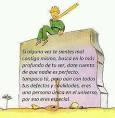 Si alguna vez te sientes mal
contigo mismo, busca en lo más
profundo de tu ser, date cuenta
de que nadie es perfecto,
tampoco tú, pero aún con todos
tus defectos y cualidades, eres
una persona única en el universo,
por eso eres especial.